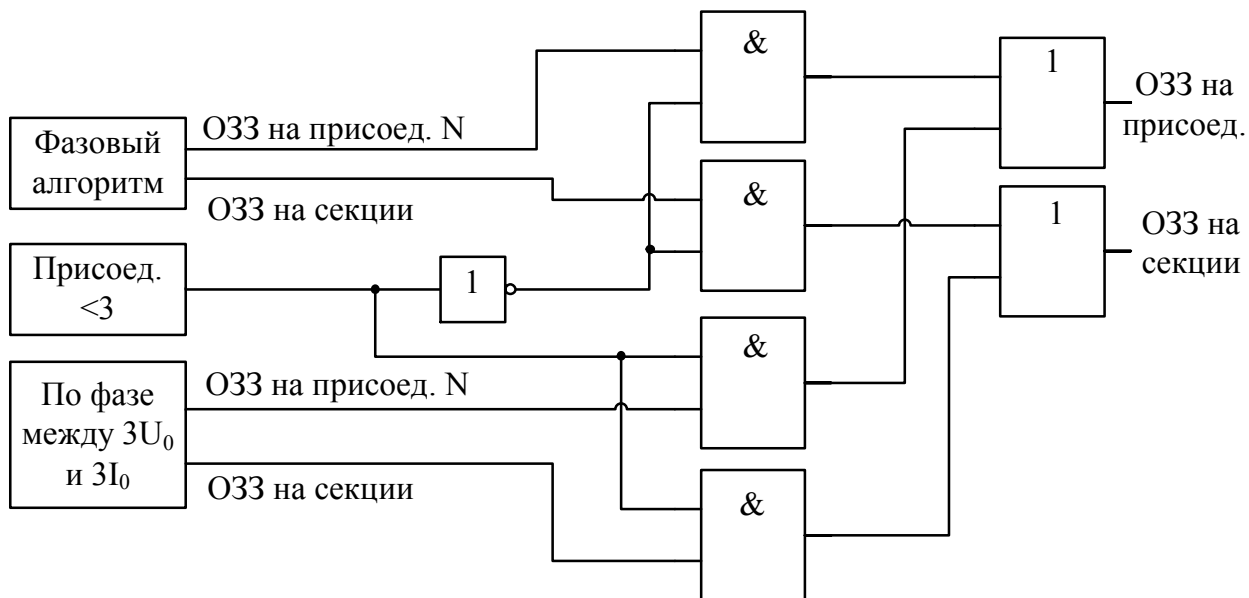 Фазовый
алгоритм
ОЗЗ на присоед. N
ОЗЗ на секции
Присоед.
<3
1
По фазе
между 3U₀
и 3I₀
ОЗЗ на присоед. N
ОЗЗ на секции
&
&
&
&
1
ОЗЗ на
присоед.
1
ОЗЗ на
секции